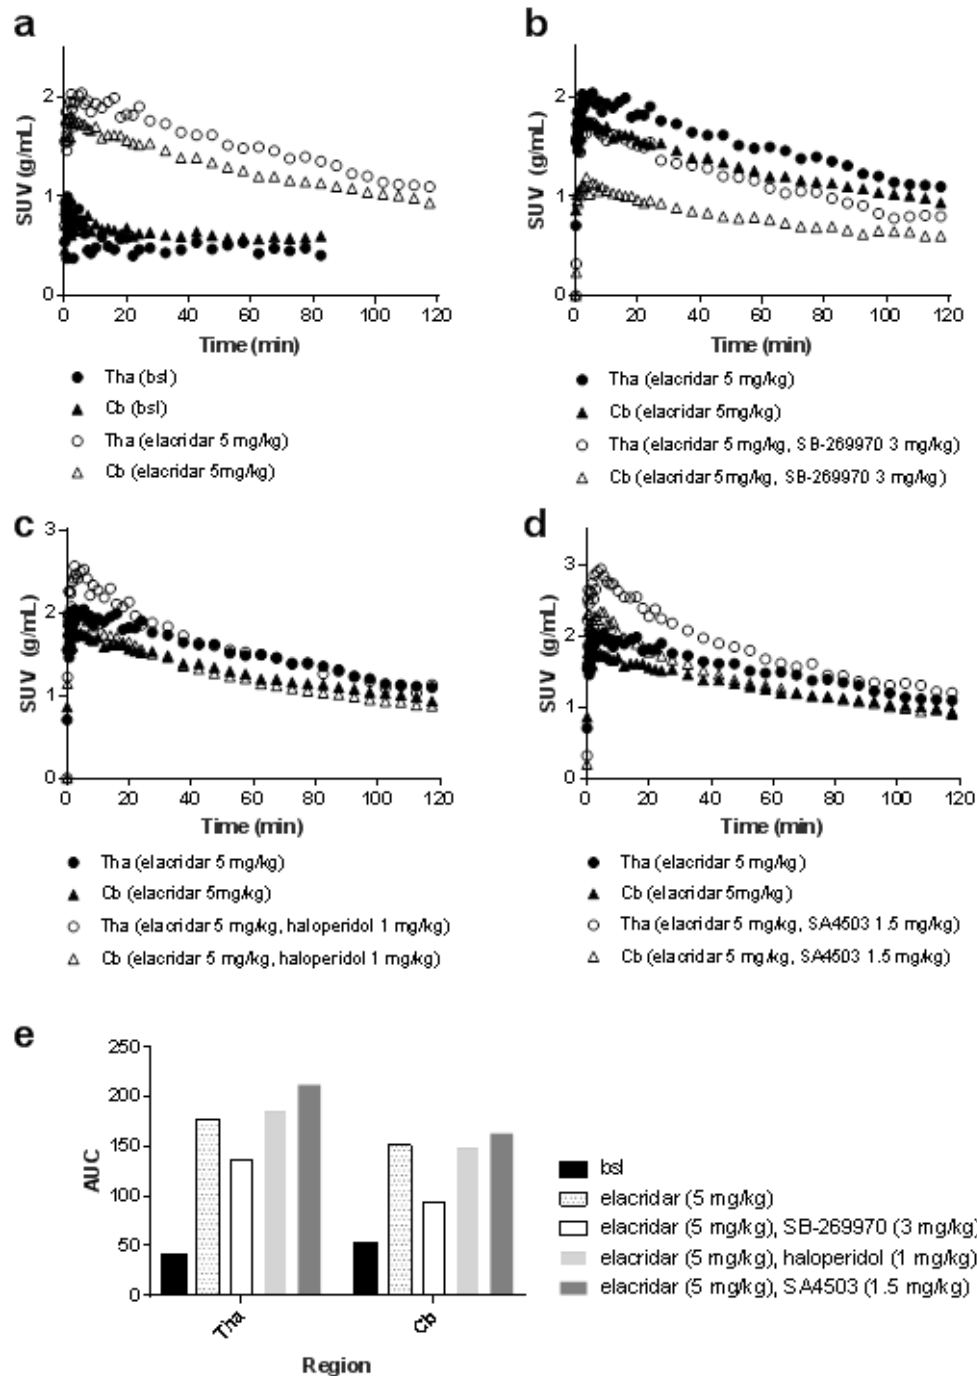 a
SUV (g/mL)
2
1
0
0 20 40 60 80 100 120
Time (min)
Tha (bsl)
Cb (bsl)
Tha (elacridar 5 mg/kg)
Cb (elacridar 5mg/kg)
b
SUV (g/mL)
2
1
0
0 20 40 60 80 100 120
Time (min)
Tha (elacridar 5 mg/kg)
Cb (elacridar 5mg/kg)
Tha (elacridar 5 mg/kg, SB-269970 3 mg/kg)
Cb (elacridar 5mg/kg, SB-269970 3 mg/kg)
c
SUV (g/mL)
3
2
1
0
0 20 40 60 80 100 120
Time (min)
Tha (elacridar 5 mg/kg)
Cb (elacridar 5mg/kg)
Tha (elacridar 5 mg/kg, haloperidol 1 mg/kg)
Cb (elacridar 5 mg/kg, haloperidol 1 mg/kg)
d
SUV (g/mL)
3
2
1
0
0 20 40 60 80 100 120
Time (min)
Tha (elacridar 5 mg/kg)
Cb (elacridar 5mg/kg)
Tha (elacridar 5 mg/kg, SA4503 1.5 mg/kg)
Cb (elacridar 5 mg/kg, SA4503 1.5 mg/kg)
e
AUC
250
200
150
100
50
0
Tha Cb
Region
bsl
elacridar (5 mg/kg)
elacridar (5 mg/kg), SB-269970 (3 mg/kg)
elacridar (5 mg/kg), haloperidol (1 mg/kg)
elacridar (5 mg/kg), SA4503 (1.5 mg/kg)